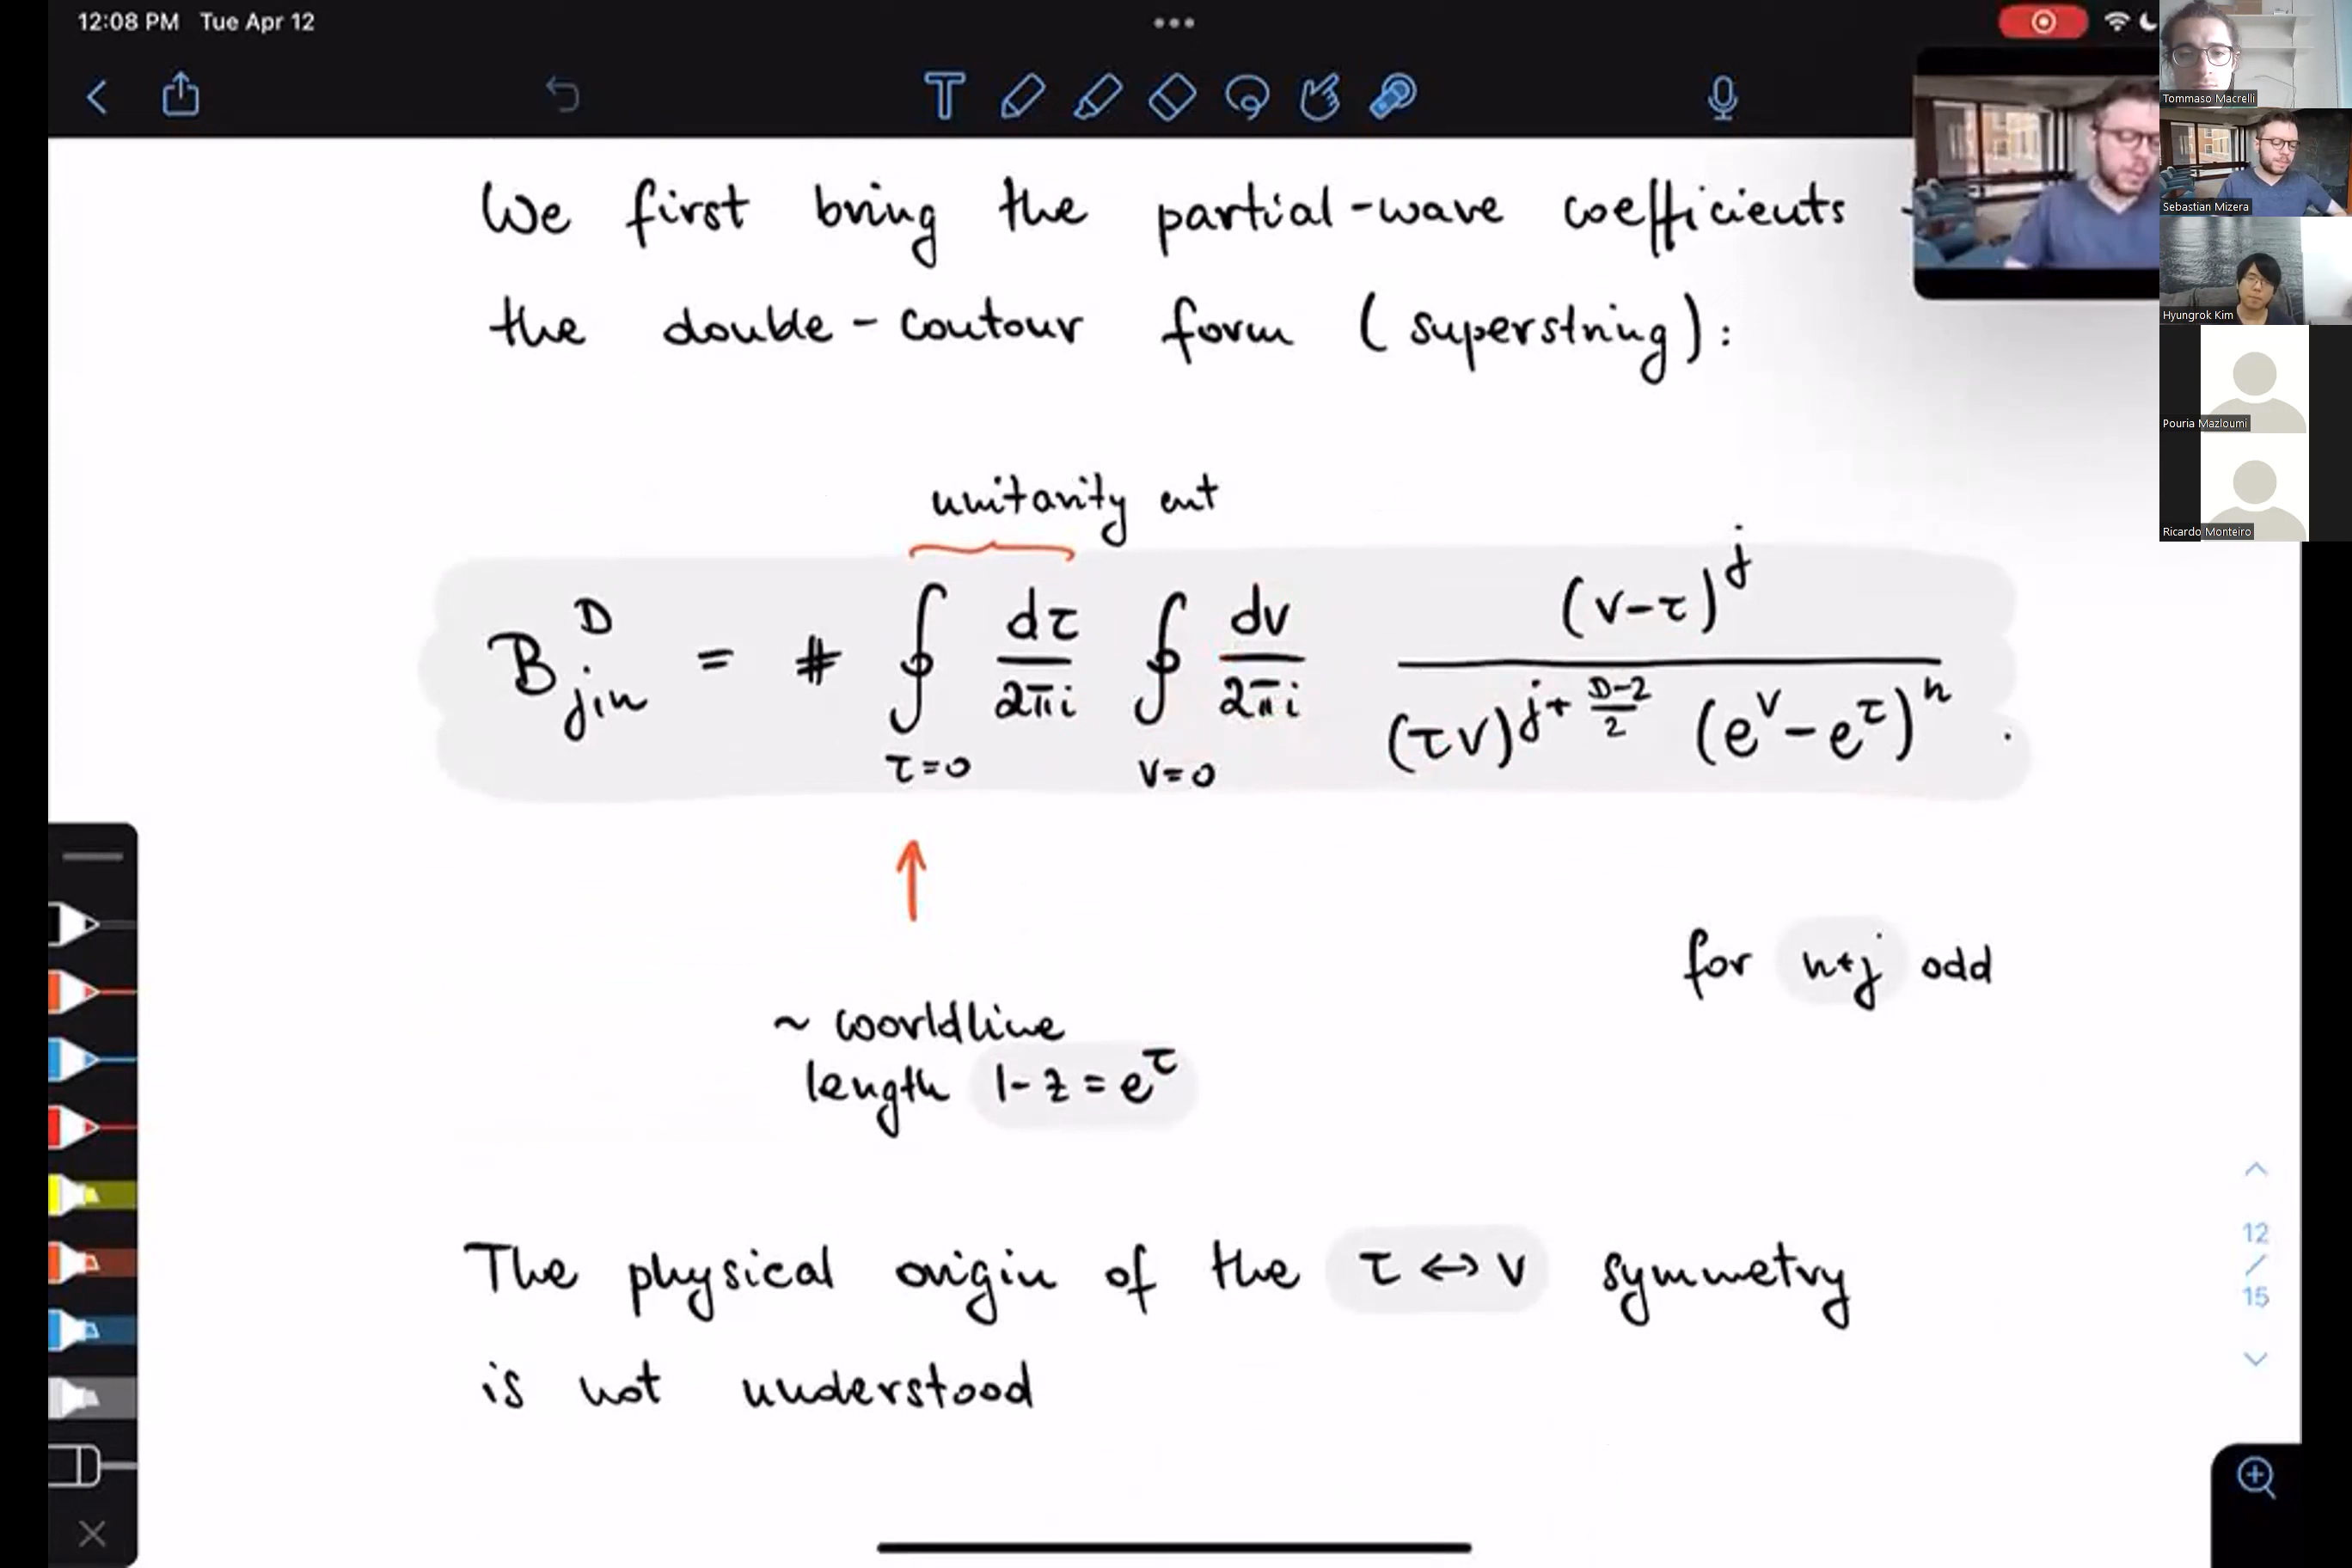 12:08 PM Tue Apr 12
We first bring the partial-wave coefficients
the double-contour form (superstring):
unitarity cut
B^D_{j,n} = # ∮_{τ=0} dτ/2πi ∮_{v=0} dv/2πi (v-τ)^j / (τv)^{j+\frac{D-2}{2}} (e^v - e^τ)^n .
for n+j odd
~ worldline
length 1-z = e^τ
The physical origin of the τ ↔ v symmetry
is not understood
12
/
15
Tommaso Macrelli
Sebastian Mizera
Hyungrok Kim
Pouria Mazloumi
Ricardo Monteiro